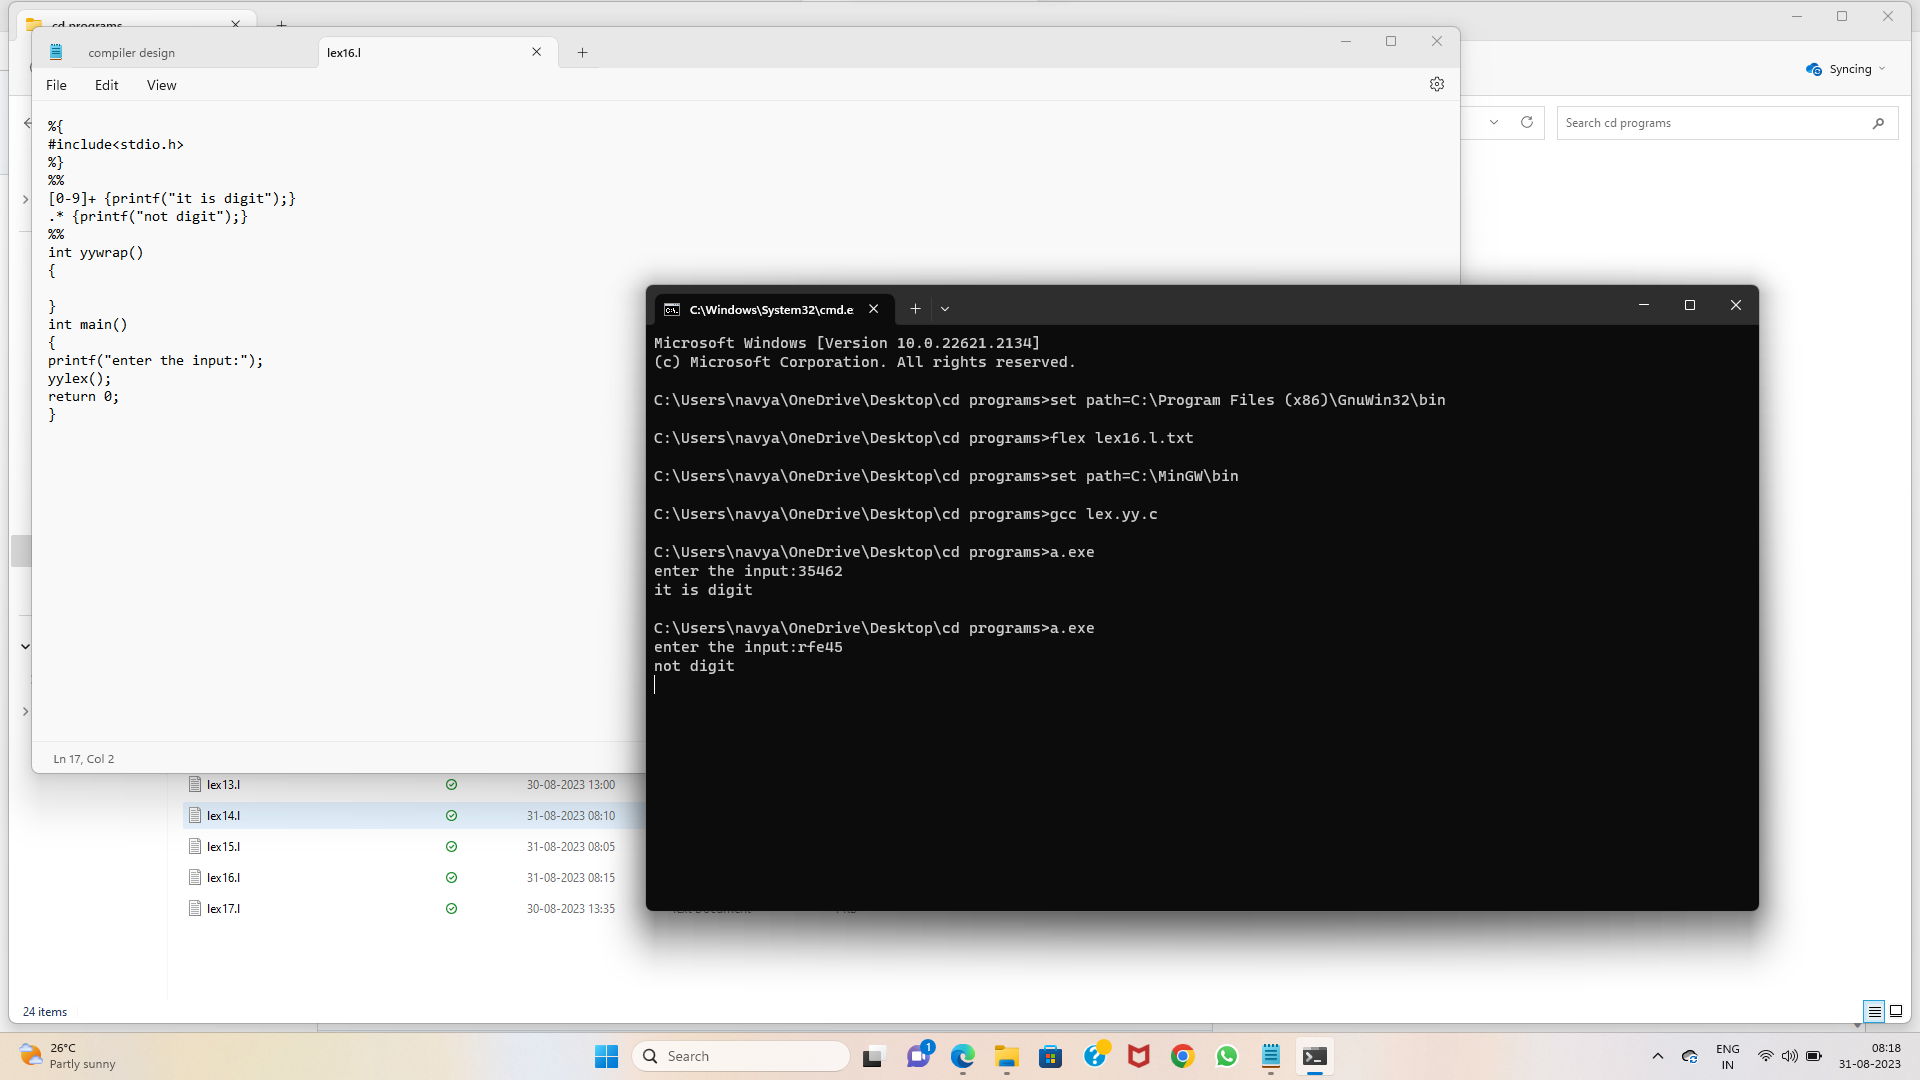 compiler design
lex16.l
File
Edit
View
Syncing
Search cd programs
%{
#include<stdio.h>
%}
%%
[0-9]+ {printf("it is digit");}
.* {printf("not digit");}
%%
int yywrap()
{
}
int main()
{
printf("enter the input:");
yylex();
return 0;
}
Ln 17, Col 2
C:\Windows\System32\cmd.e
Microsoft Windows [Version 10.0.22621.2134]
(c) Microsoft Corporation. All rights reserved.
C:\Users\navya\OneDrive\Desktop\cd programs>set path=C:\Program Files (x86)\GnuWin32\bin
C:\Users\navya\OneDrive\Desktop\cd programs>flex lex16.l.txt
C:\Users\navya\OneDrive\Desktop\cd programs>set path=C:\MinGW\bin
C:\Users\navya\OneDrive\Desktop\cd programs>gcc lex.yy.c
C:\Users\navya\OneDrive\Desktop\cd programs>a.exe
enter the input:35462
it is digit
C:\Users\navya\OneDrive\Desktop\cd programs>a.exe
enter the input:rfe45
not digit
lex13.l 30-08-2023 13:00
lex14.l 31-08-2023 08:10
lex15.l 31-08-2023 08:05
lex16.l 31-08-2023 08:15
lex17.l 30-08-2023 13:35
24 items
26°C
Partly sunny
Search
1
ENG
IN
08:18
31-08-2023